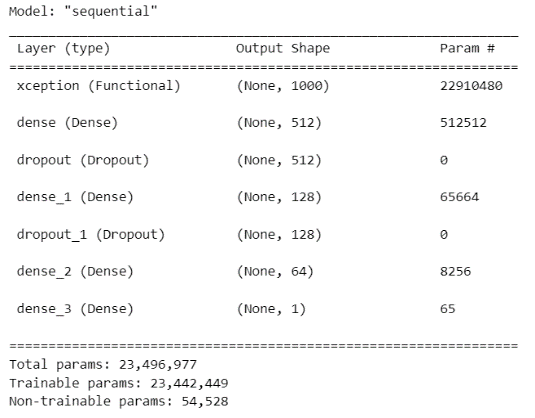 Model: "sequential"
_________________________________________________________________
Layer (type) Output Shape Param #
=================================================================
xception (Functional) (None, 1000) 22910480
dense (Dense) (None, 512) 512512
dropout (Dropout) (None, 512) 0
dense_1 (Dense) (None, 128) 65664
dropout_1 (Dropout) (None, 128) 0
dense_2 (Dense) (None, 64) 8256
dense_3 (Dense) (None, 1) 65
=================================================================
Total params: 23,496,977
Trainable params: 23,442,449
Non-trainable params: 54,528